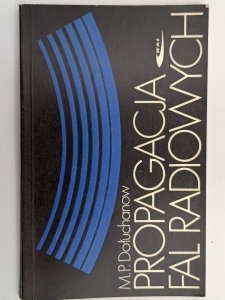 M.P. Dołuchanow
PROPAGACJA
FAL RADIOWYCH